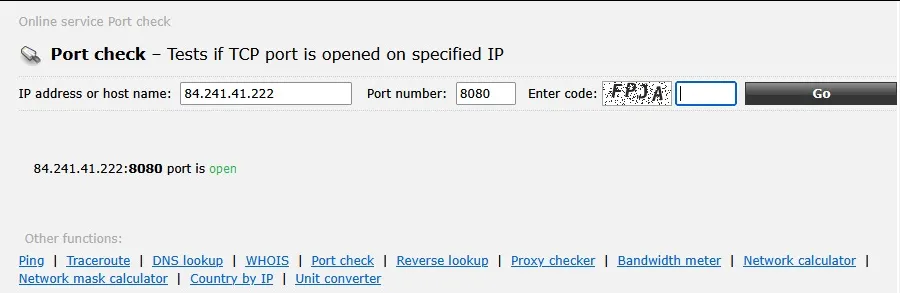 Online service Port check
Port check – Tests if TCP port is opened on specified IP
IP address or host name: 84.241.41.222 Port number: 8080 Enter code: FPJA Go
84.241.41.222:8080 port is open
Other functions:
Ping | Traceroute | DNS lookup | WHOIS | Port check | Reverse lookup | Proxy checker | Bandwidth meter | Network calculator |
Network mask calculator | Country by IP | Unit converter